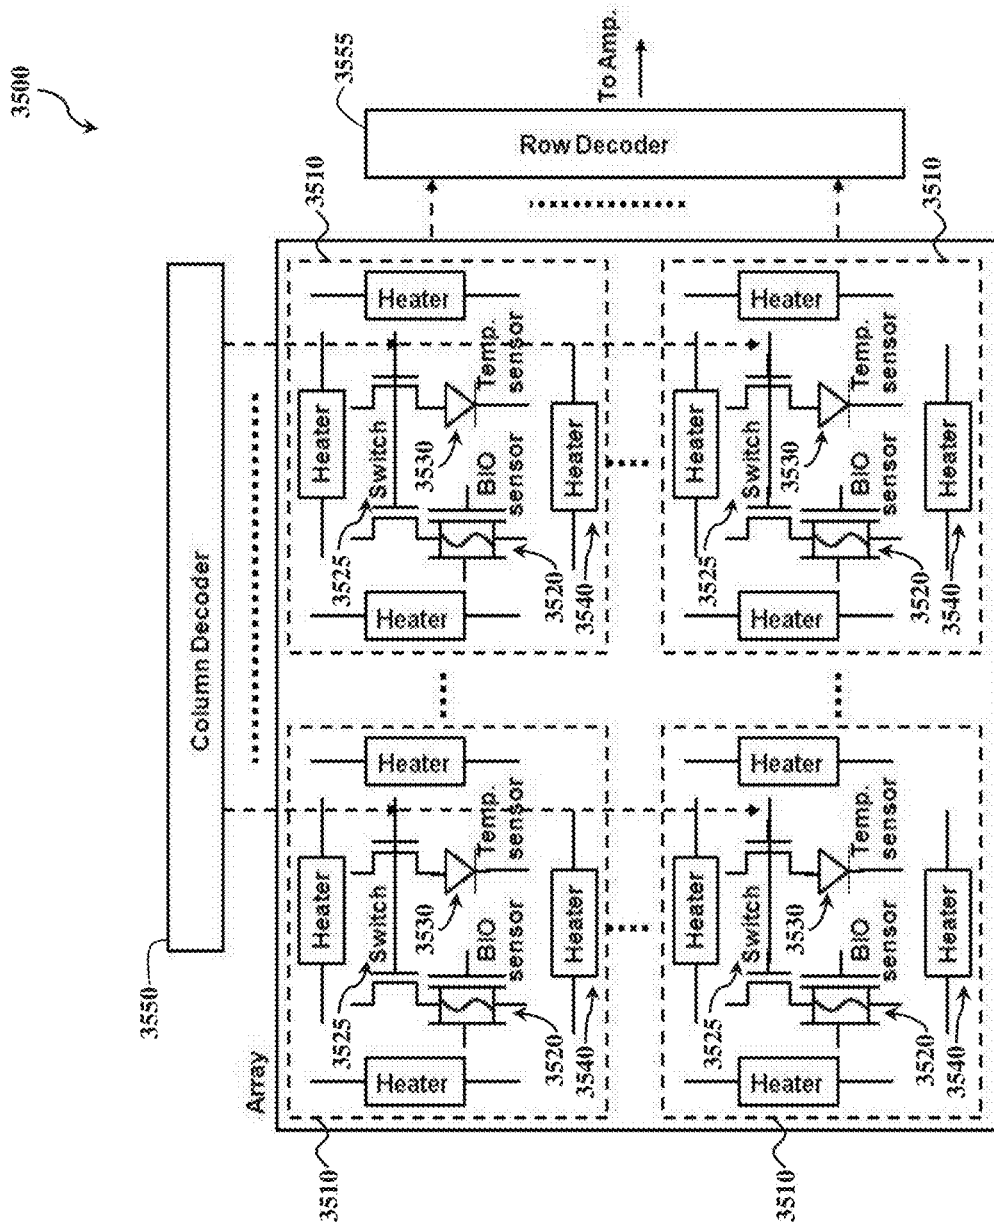 3500
3550
Column Decoder
Array
3510
Heater
3525
Switch
Heater
Heater
3530
Temp.
sensor
BIO
sensor
3520
3540
Heater
Heater
3525
Switch
Heater
Heater
3530
Temp.
sensor
BIO
sensor
3520
3540
Heater
3510
3555
Row Decoder
To Amp.
3510
Heater
3525
Switch
Heater
Heater
3530
Temp.
sensor
BIO
sensor
3520
3540
Heater
Heater
3525
Switch
Heater
Heater
3530
Temp.
sensor
BIO
sensor
3520
3540
Heater
3510